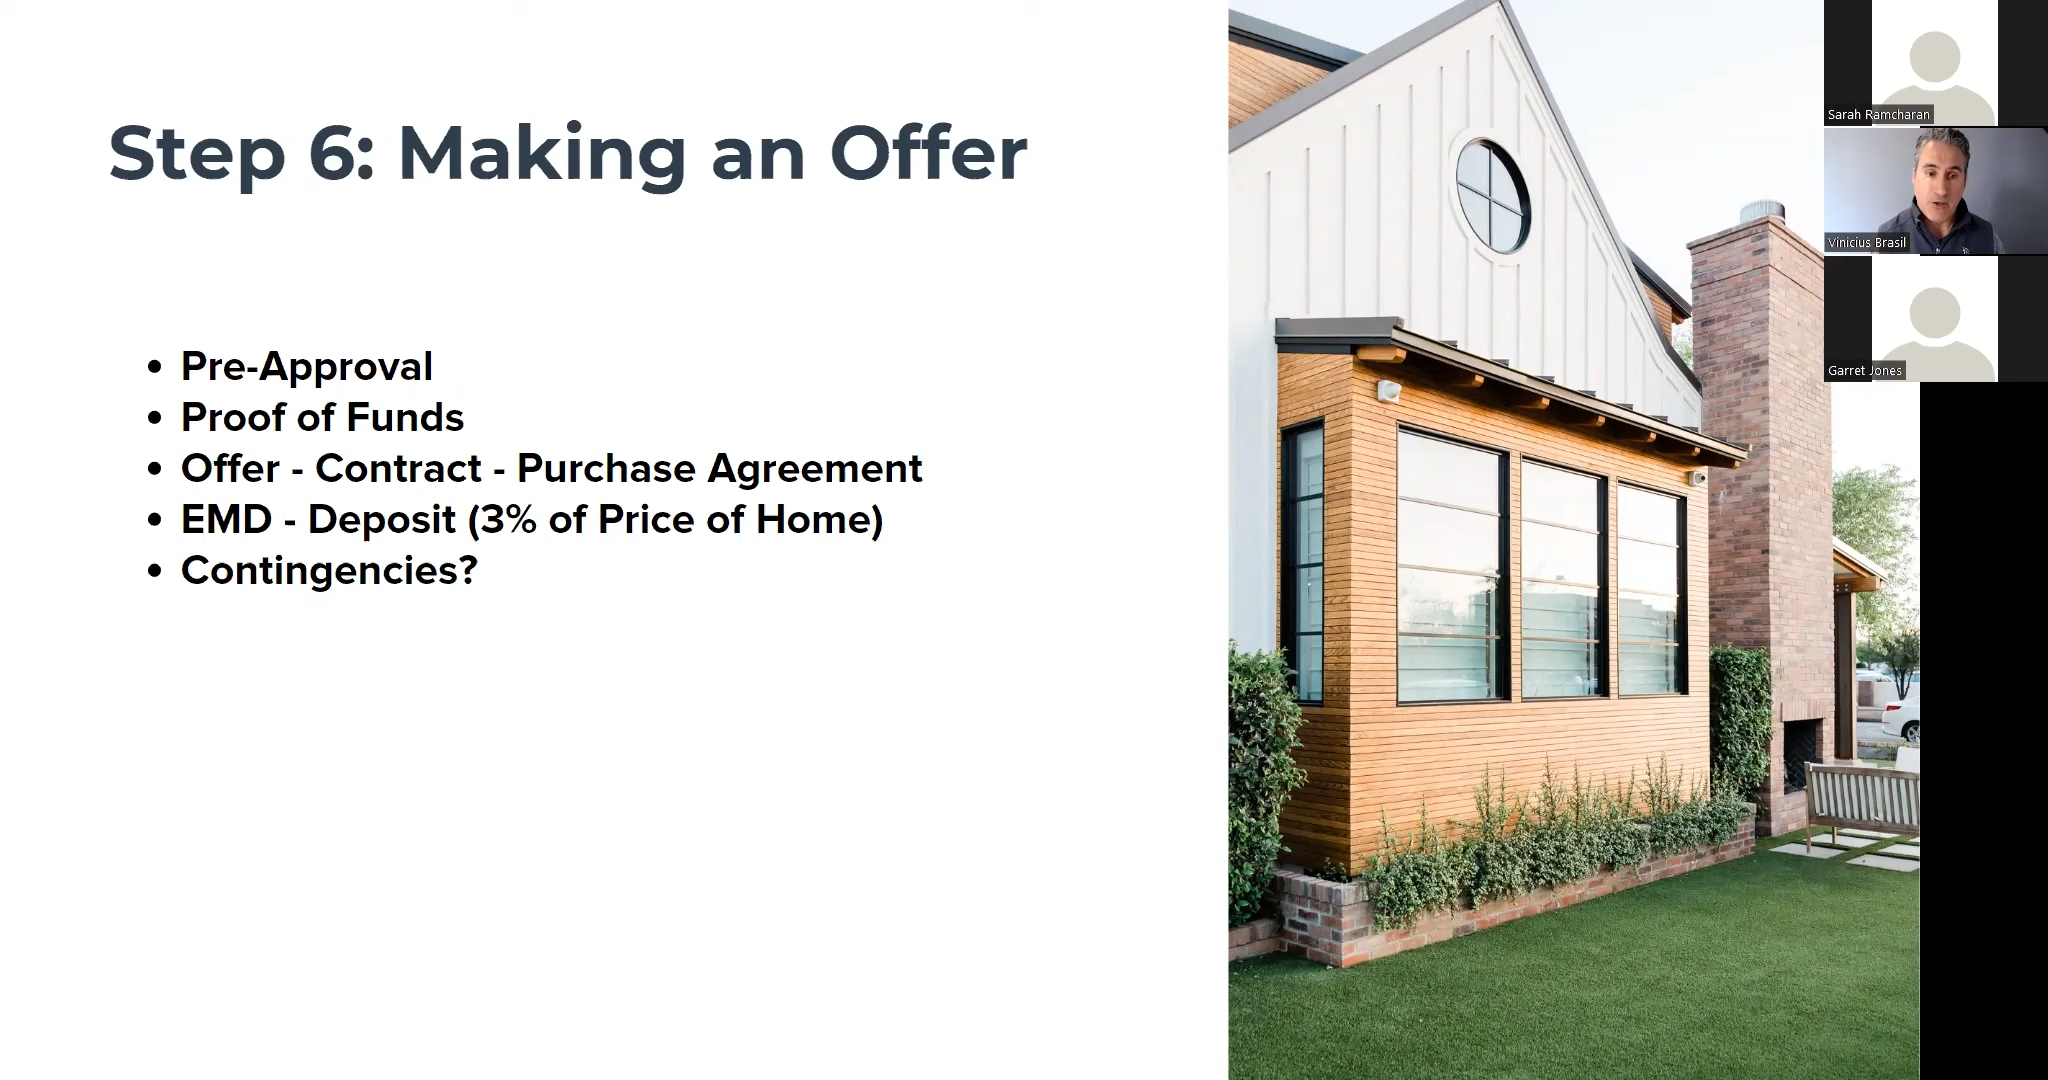 Step 6: Making an Offer
• Pre-Approval
• Proof of Funds
• Offer - Contract - Purchase Agreement
• EMD - Deposit (3% of Price of Home)
• Contingencies?
Sarah Ramcharan
Vinicius Brasil
Garret Jones